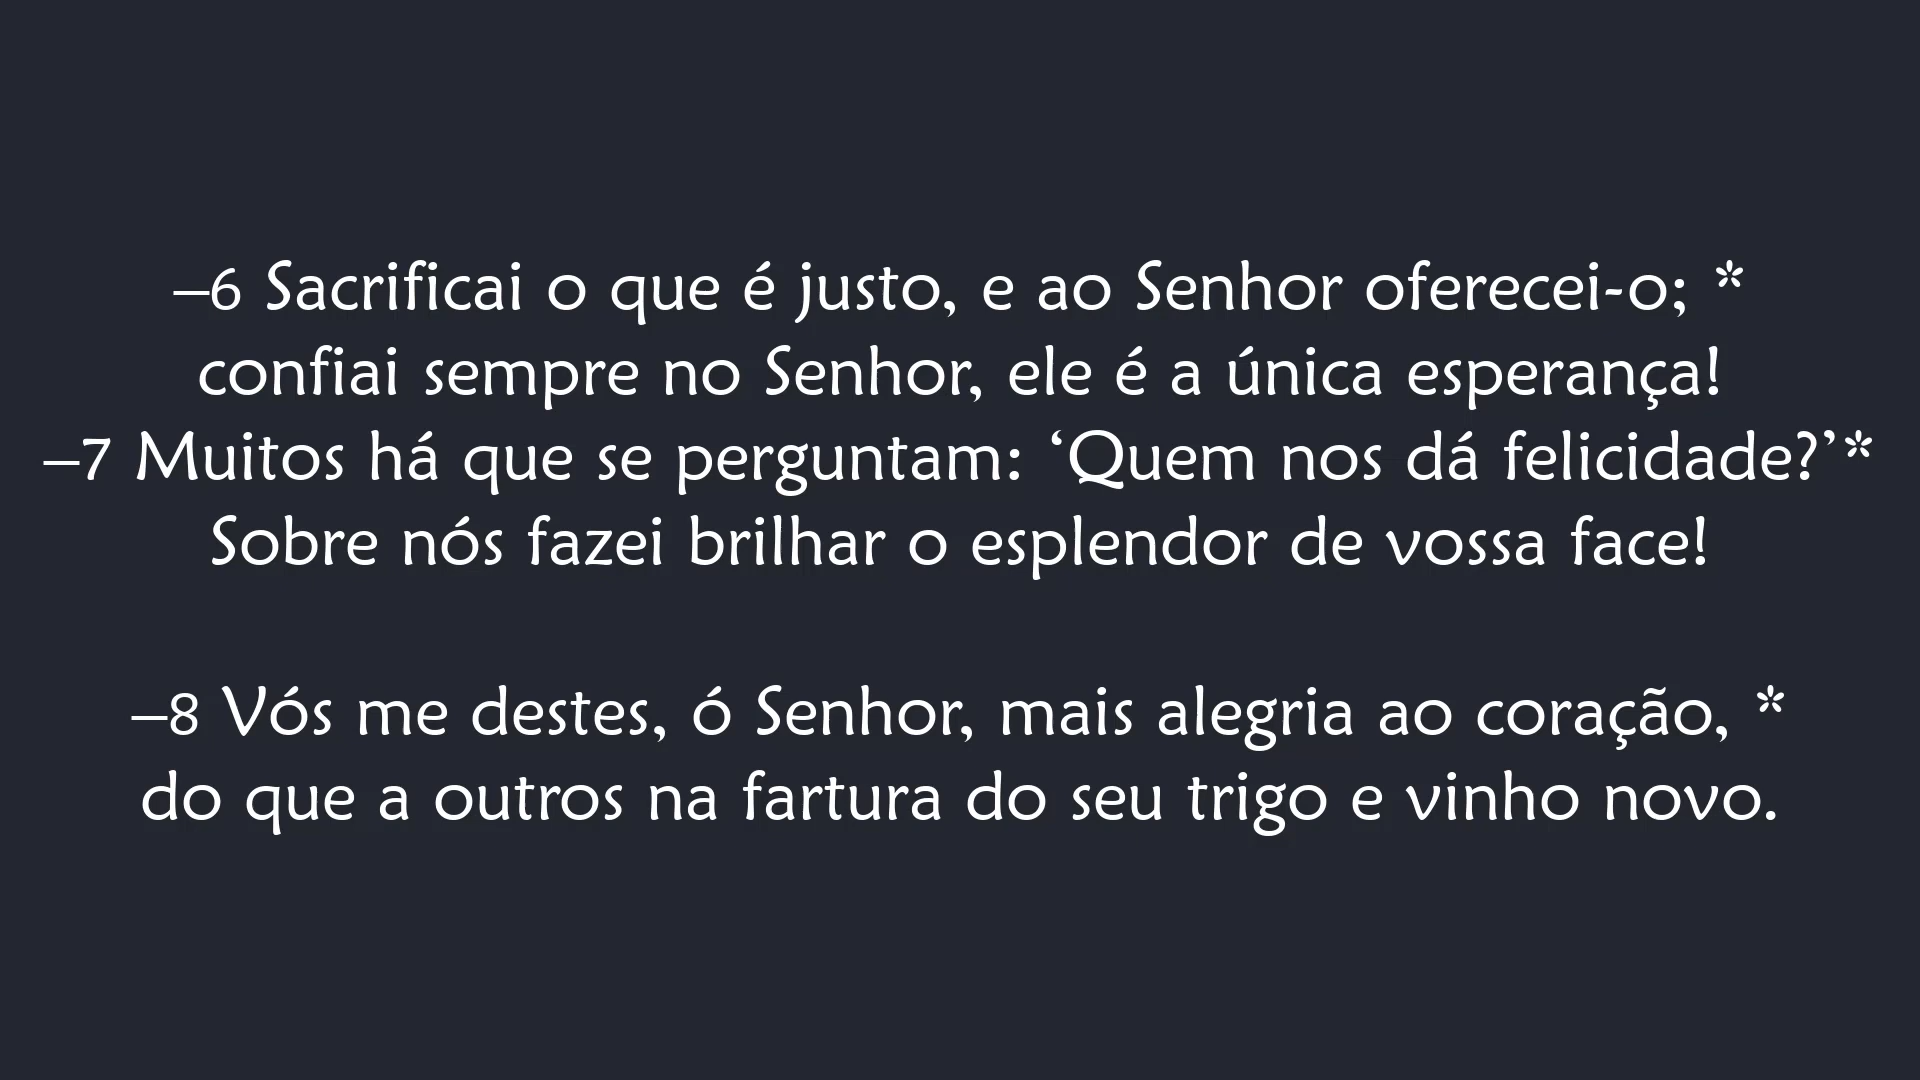 –6 Sacrificai o que é justo, e ao Senhor oferecei-o; *
confiai sempre no Senhor, ele é a única esperança!
–7 Muitos há que se perguntam: ‘Quem nos dá felicidade?’*
Sobre nós fazei brilhar o esplendor de vossa face!
–8 Vós me destes, ó Senhor, mais alegria ao coração, *
do que a outros na fartura do seu trigo e vinho novo.